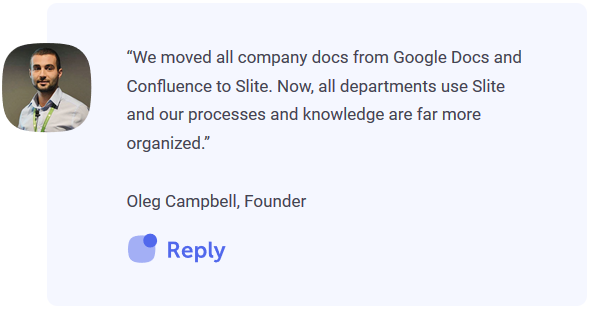 “We moved all company docs from Google Docs and
Confluence to Slite. Now, all departments use Slite
and our processes and knowledge are far more
organized.”
Oleg Campbell, Founder
Reply